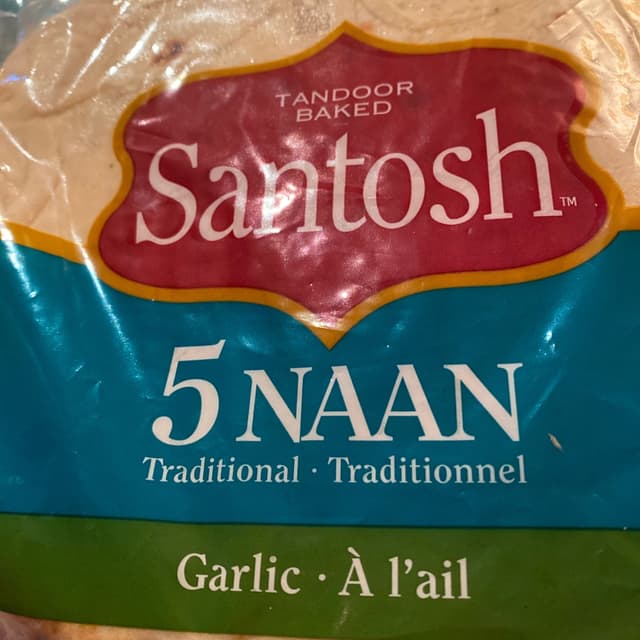 TANDOOR
BAKED
Santosh™
5 NAAN
Traditional · Traditionnel
Garlic · À l'ail